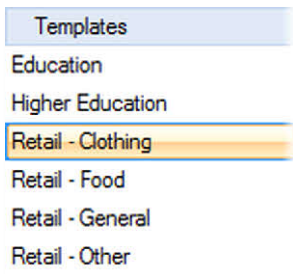 Templates
Education
Higher Education
Retail - Clothing
Retail - Food
Retail - General
Retail - Other